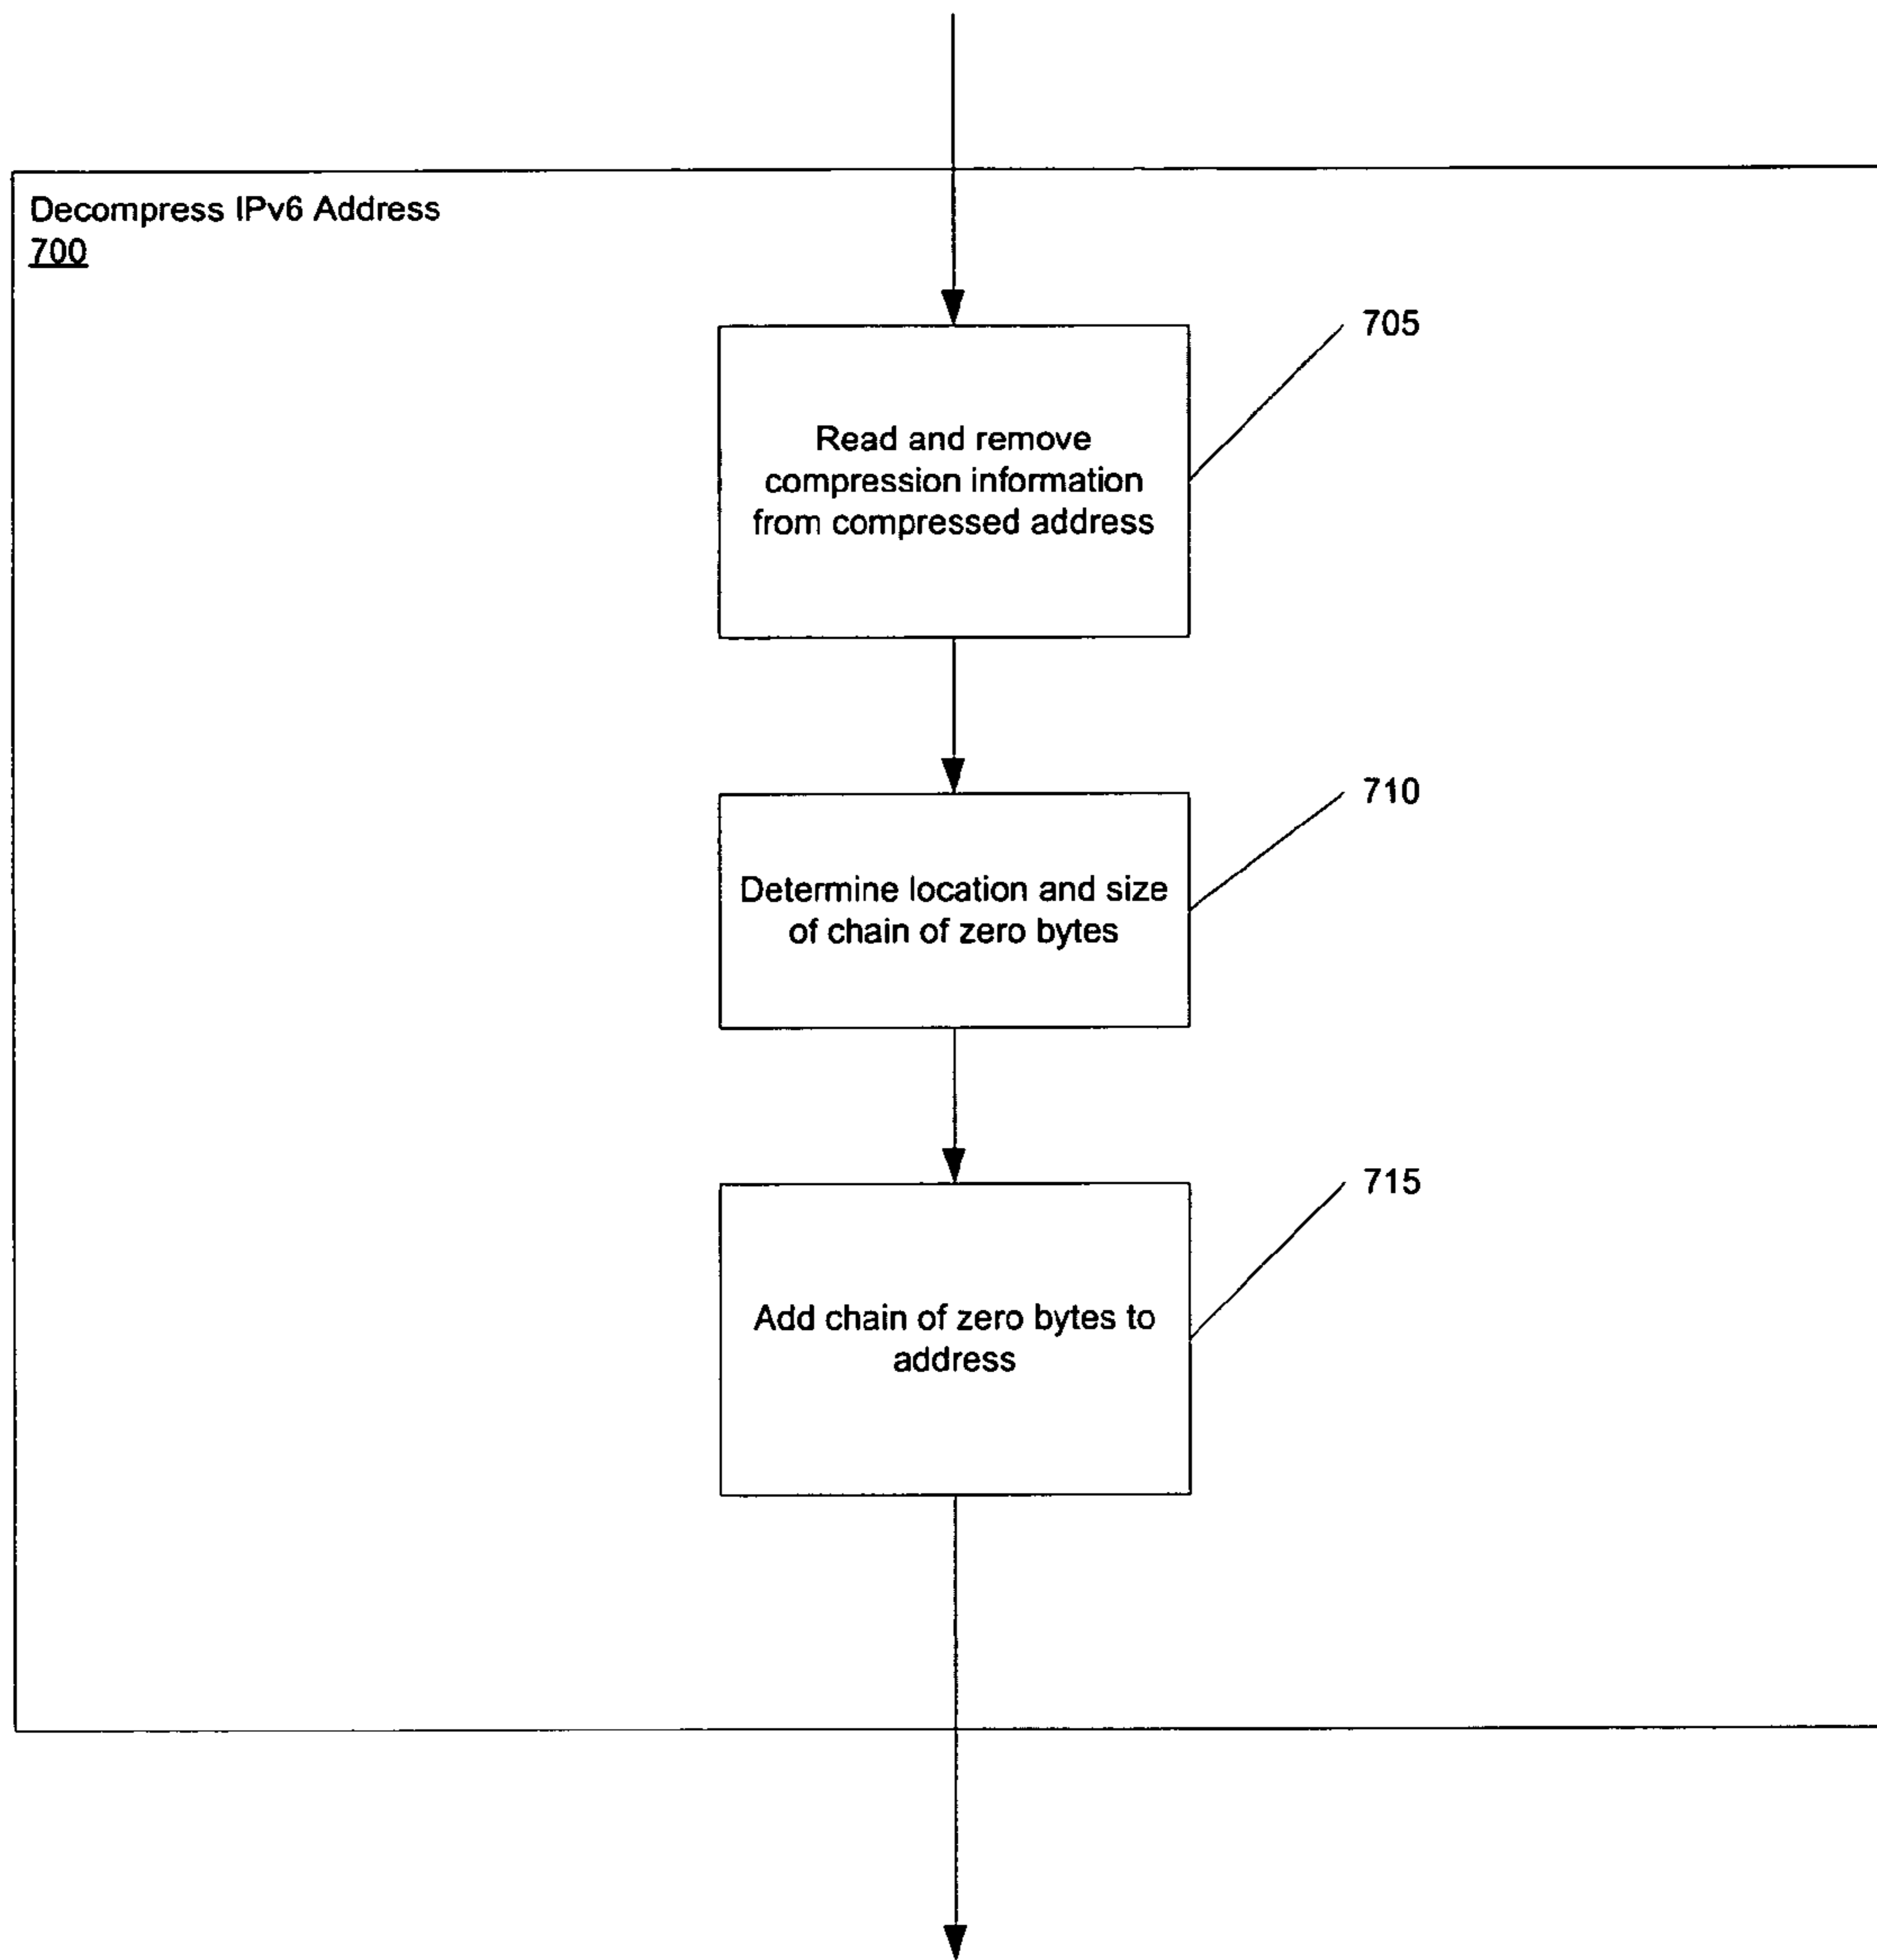 Decompress IPv6 Address
700
705
Read and remove
compression information
from compressed address
710
Determine location and size
of chain of zero bytes
715
Add chain of zero bytes to
address